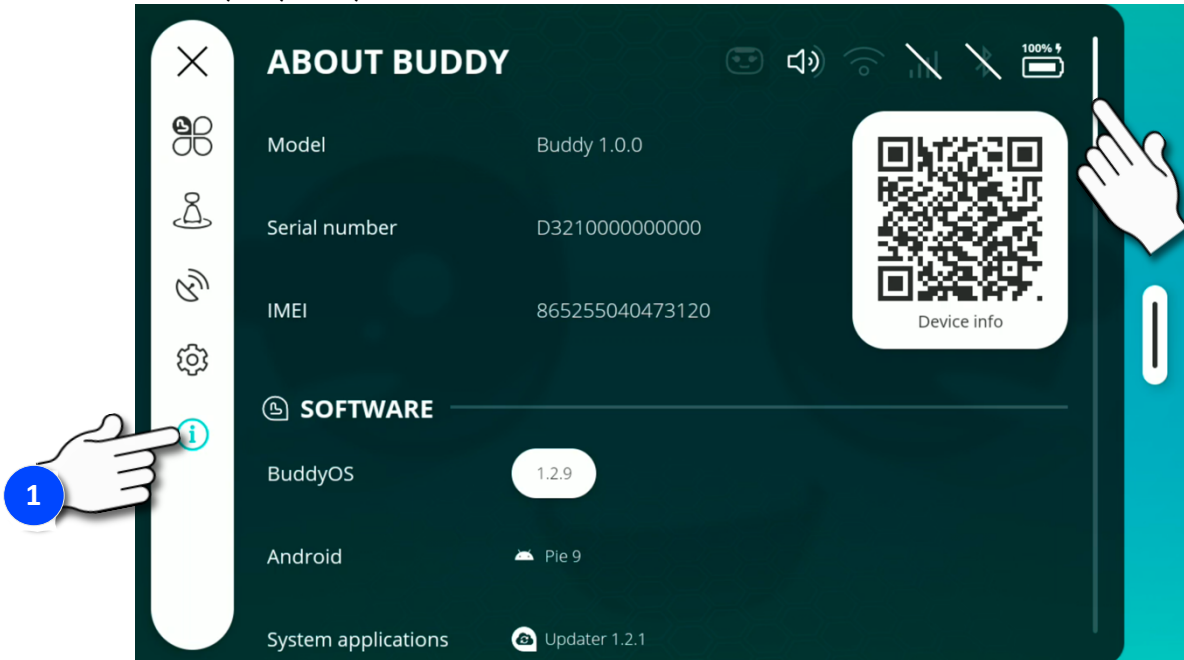 ABOUT BUDDY
100%
Model Buddy 1.0.0
Serial number D3210000000000
IMEI 865255040473120
Device info
SOFTWARE
1
BuddyOS 1.2.9
Android Pie 9
System applications Updater 1.2.1